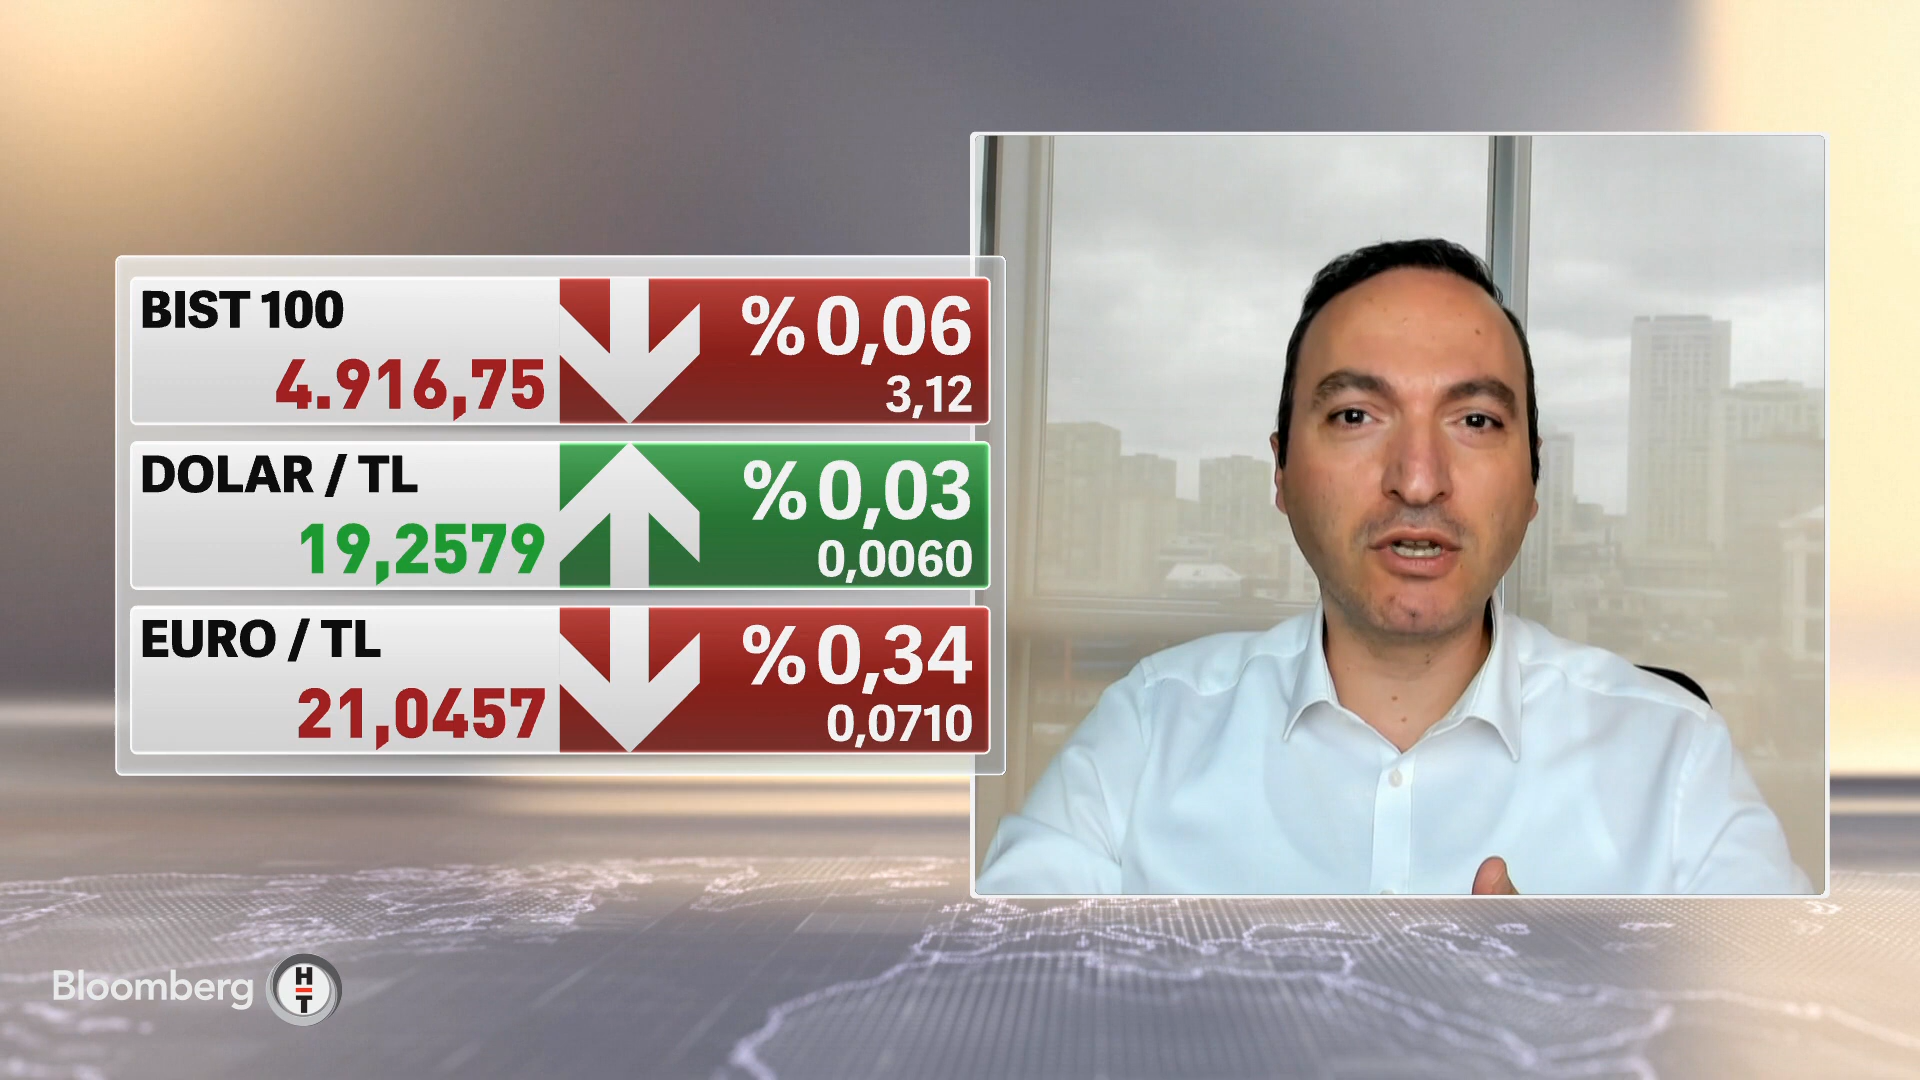 BIST 100
4.916,75
%0,06
3,12
DOLAR / TL
19,2579
%0,03
0,0060
EURO / TL
21,0457
%0,34
0,0710
Bloomberg HT